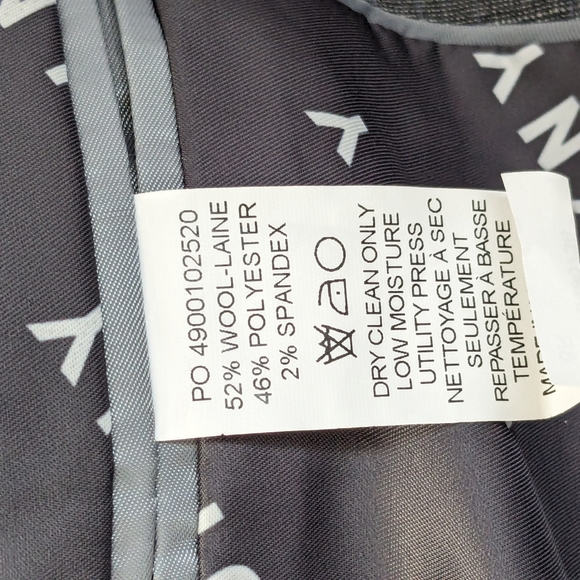 PO 4900102520
52% WOOL-LAINE
46% POLYESTER
2% SPANDEX
DRY CLEAN ONLY
LOW MOISTURE
UTILITY PRESS
NETTOYAGE À SEC
SEULEMENT
REPASSER À BASSE
TEMPÉRATURE